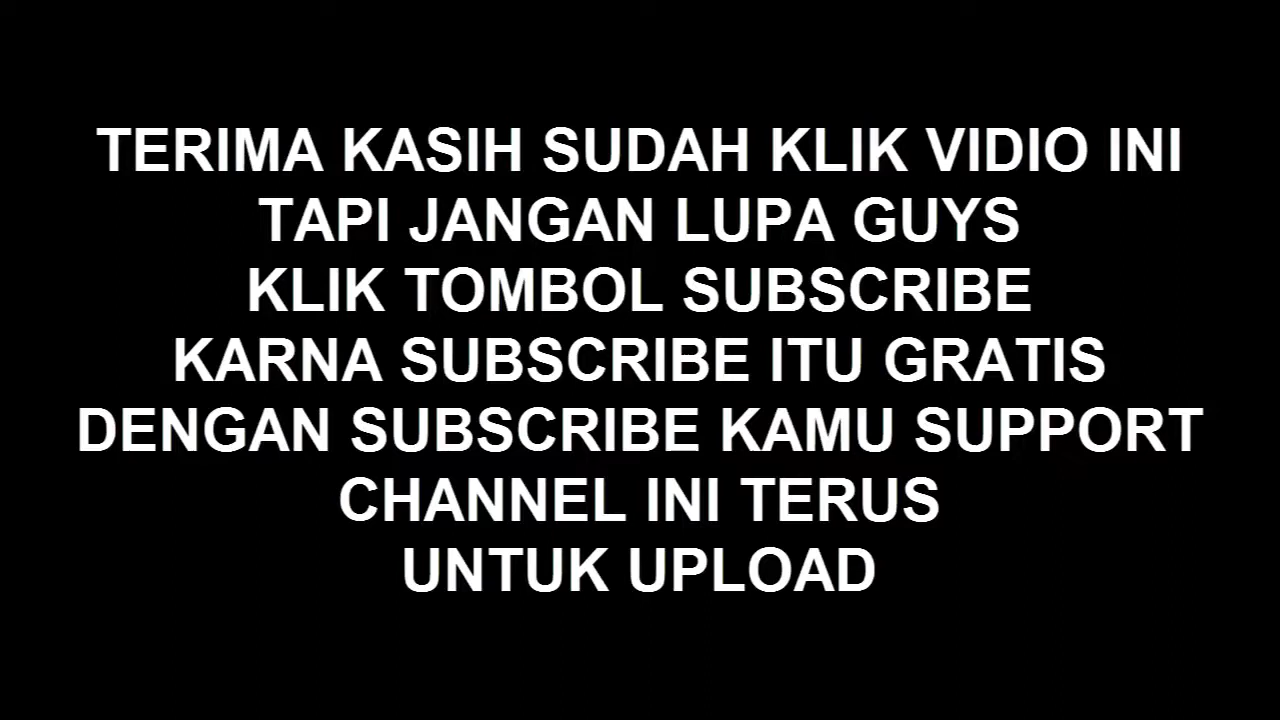 TERIMA KASIH SUDAH KLIK VIDIO INI
TAPI JANGAN LUPA GUYS
KLIK TOMBOL SUBSCRIBE
KARNA SUBSCRIBE ITU GRATIS
DENGAN SUBSCRIBE KAMU SUPPORT
CHANNEL INI TERUS
UNTUK UPLOAD